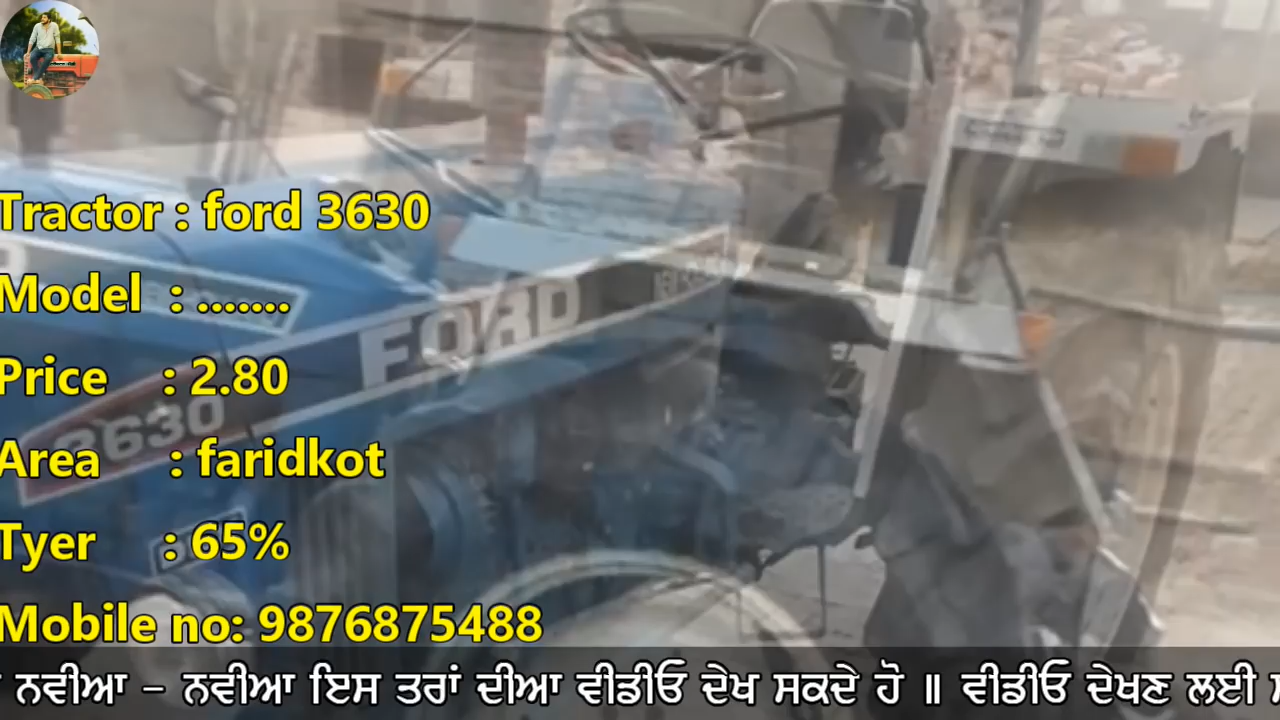 Tractor : ford 3630
Model : .......
Price : 2.80
Area : faridkot
Tyer : 65%
Mobile no: 9876875488
FORD
3630
ਨਵੀਆ – ਨਵੀਆ ਇਸ ਤਰਾਂ ਦੀਆ ਵੀਡੀਓ ਦੇਖ ਸਕਦੇ ਹੋ ॥ ਵੀਡੀਓ ਦੇਖਣ ਲਈ